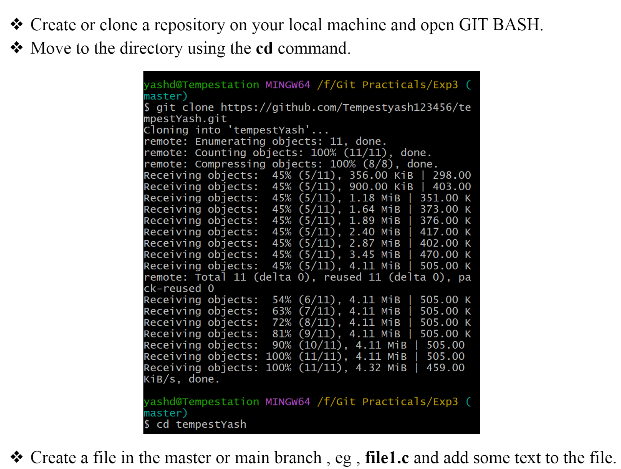 ❖ Create or clone a repository on your local machine and open GIT BASH.
❖ Move to the directory using the cd command.
yashd@Tempestation MINGW64 /f/Git Practicals/Exp3 (
master)
$ git clone https://github.com/Tempestyash123456/te
mpestYash.git
Cloning into 'tempestYash'...
remote: Enumerating objects: 11, done.
remote: Counting objects: 100% (11/11), done.
remote: Compressing objects: 100% (8/8), done.
Receiving objects:  45% (5/11), 356.00 KiB | 298.00
Receiving objects:  45% (5/11), 900.00 KiB | 403.00
Receiving objects:  45% (5/11), 1.18 MiB | 351.00 K
Receiving objects:  45% (5/11), 1.64 MiB | 373.00 K
Receiving objects:  45% (5/11), 1.89 MiB | 376.00 K
Receiving objects:  45% (5/11), 2.40 MiB | 417.00 K
Receiving objects:  45% (5/11), 2.87 MiB | 402.00 K
Receiving objects:  45% (5/11), 3.45 MiB | 470.00 K
Receiving objects:  45% (5/11), 4.11 MiB | 505.00 K
remote: Total 11 (delta 0), reused 11 (delta 0), pa
ck-reused 0
Receiving objects:  54% (6/11), 4.11 MiB | 505.00 K
Receiving objects:  63% (7/11), 4.11 MiB | 505.00 K
Receiving objects:  72% (8/11), 4.11 MiB | 505.00 K
Receiving objects:  81% (9/11), 4.11 MiB | 505.00 K
Receiving objects:  90% (10/11), 4.11 MiB | 505.00
Receiving objects: 100% (11/11), 4.11 MiB | 505.00
Receiving objects: 100% (11/11), 4.32 MiB | 459.00
KiB/s, done.
yashd@Tempestation MINGW64 /f/Git Practicals/Exp3 (
master)
$ cd tempestYash
❖ Create a file in the master or main branch , eg , file1.c and add some text to the file.